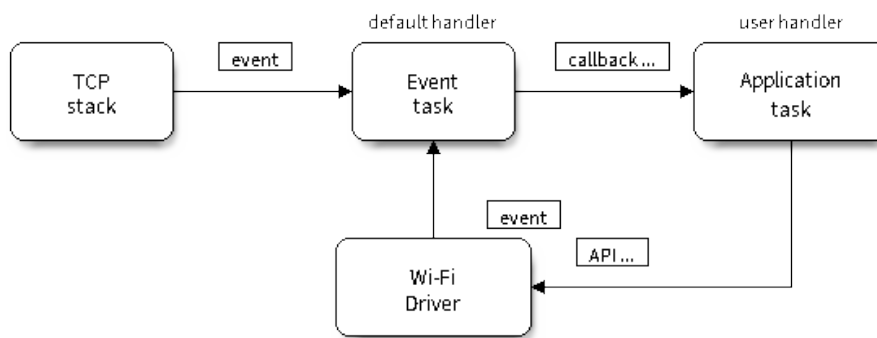 default handler
user handler
event
callback ...
TCP
stack
Event
task
Application
task
event
API ...
Wi-Fi
Driver